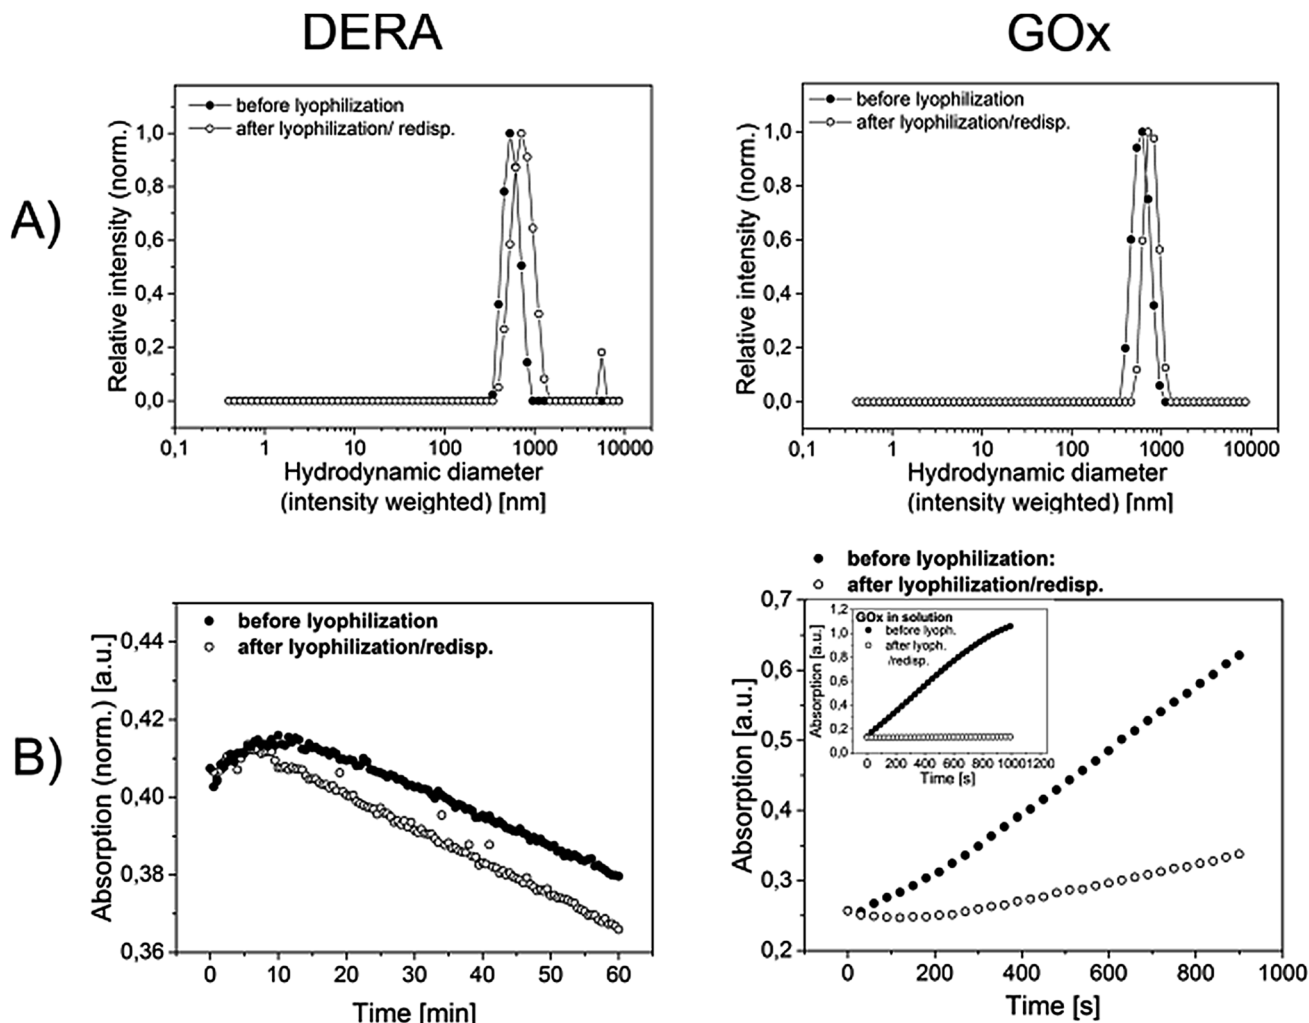 DERA
GOx
A)
before lyophilization
after lyophilization/ redisp.
Relative intensity (norm.)
1,0
0,8
0,6
0,4
0,2
0,0
0,1
1
10
100
1000
10000
Hydrodynamic diameter
(intensity weighted) [nm]
before lyophilization
after lyophilization/redisp.
Relative intensity (norm.)
1,0
0,8
0,6
0,4
0,2
0,0
0,1
1
10
100
1000
10000
Hydrodynamic diameter
(intensity weighted) [nm]
B)
before lyophilization
after lyophilization/redisp.
Absorption (norm.) [a.u.]
0,44
0,42
0,40
0,38
0,36
0
10
20
30
40
50
60
Time [min]
before lyophilization:
after lyophilization/redisp.
Absorption [a.u.]
0,7
0,6
0,5
0,4
0,3
0,2
0
200
400
600
800
1000
Time [s]
GOx in solution
before lyoph.
after lyoph.
/redisp.
Absorption [a.u.]
1,2
1,0
0,8
0,6
0,4
0,2
0,0
0
200
400
600
800
1000
1200
Time [s]